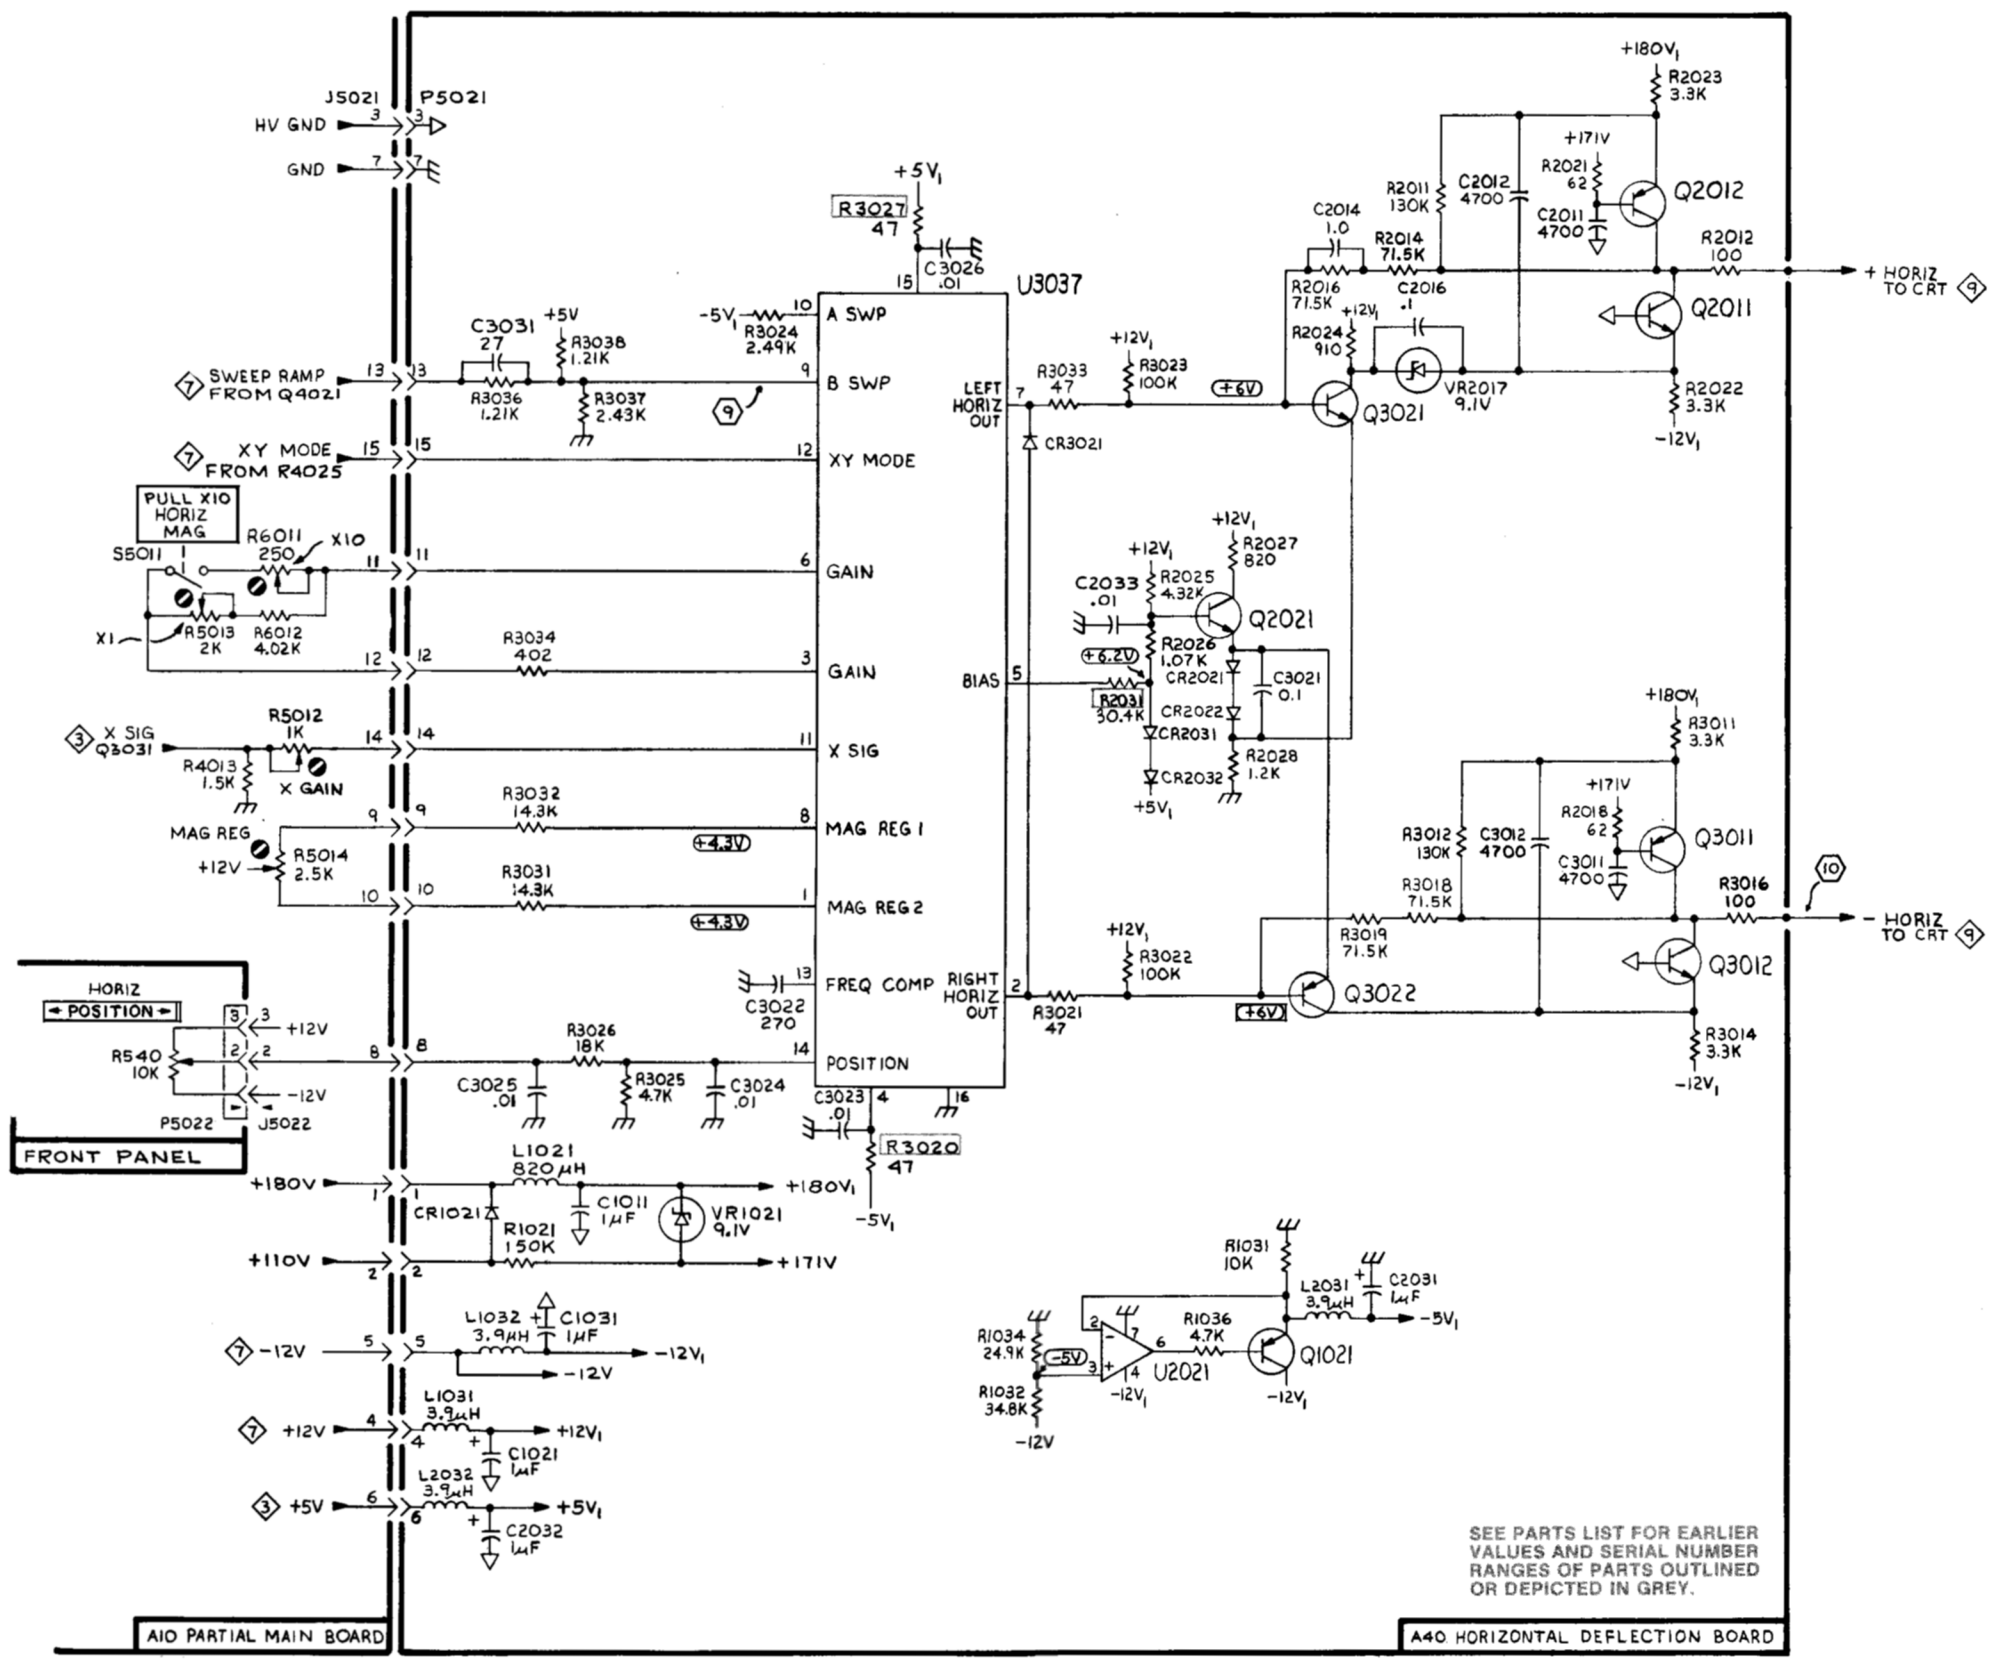 J5021
P5021
HV GND
3
3
GND
7
7
SWEEP RAMP
FROM Q4021
7
13
13
C3031
27
R3036
1.21K
+5V
R3038
1.21K
R3037
2.43K
9
XY MODE
FROM R4025
7
15
15
PULL X10
HORIZ
MAG
S5011
R6011
250
X10
11
11
X1
R5013
2K
R6012
4.02K
12
12
R3034
402
3
X SIG
Q3031
R5012
1K
14
14
R4013
1.5K
X GAIN
MAG REG
+12V
R5014
2.5K
9
9
R3032
14.3K
+4.3V
10
10
R3031
14.3K
+4.3V
HORIZ
POSITION
R540
10K
3
3
+12V
2
2
-12V
P5022
J5022
FRONT PANEL
8
8
C3025
.01
R3026
18K
R3025
4.7K
C3024
.01
+5V1
R3027
47
C3026
.01
15
U3037
-5V1
R3024
2.49K
10
A SWP
9
B SWP
12
XY MODE
6
GAIN
3
GAIN
11
X SIG
8
MAG REG 1
1
MAG REG 2
13
FREQ COMP
C3022
270
14
POSITION
C3023
.01
4
16
R3020
47
-5V1
LEFT
HORIZ
OUT
7
BIAS
5
RIGHT
HORIZ
OUT
2
R3033
47
+12V1
R3023
100K
+6V
CR3021
Q3021
C2014
1.0
R2016
71.5K
R2014
71.5K
C2016
.1
+12V1
R2024
910
VR2017
9.1V
R2011
130K
C2012
4700
+180V1
R2023
3.3K
+171V
R2021
62
C2011
4700
Q2012
R2012
100
Q2011
R2022
3.3K
-12V1
+ HORIZ
TO CRT
9
+12V1
R2027
820
+12V1
R2025
4.32K
C2033
.01
Q2021
R2026
1.07K
+6.2V
R2031
30.4K
CR2021
CR2022
C3021
0.1
CR2031
CR2032
+5V1
R2028
1.2K
R3021
47
+12V1
R3022
100K
+6V
Q3022
R3019
71.5K
R3018
71.5K
R3012
130K
C3012
4700
+180V1
R3011
3.3K
+171V
R2018
62
C3011
4700
Q3011
R3016
100
10
Q3012
R3014
3.3K
-12V1
- HORIZ
TO CRT
9
+180V
1
1
L1021
820µH
CR1021
C1011
1µF
VR1021
9.1V
+180V1
+110V
2
2
R1021
150K
+171V
7
-12V
5
5
L1032
3.9µH
+
C1031
1µF
-12V1
-12V
7
+12V
4
4
L1031
3.9µH
+
C1021
1µF
+12V1
3
+5V
6
6
L2032
3.9µH
+
C2032
1µF
+5V1
R1034
24.9K
-5V
R1032
34.8K
-12V
2
-
3
+
7
4
-12V1
6
U2021
R1036
4.7K
R1031
10K
Q1021
-12V1
L2031
3.9µH
+
C2031
1µF
-5V1
SEE PARTS LIST FOR EARLIER
VALUES AND SERIAL NUMBER
RANGES OF PARTS OUTLINED
OR DEPICTED IN GREY.
A10 PARTIAL MAIN BOARD
A40 HORIZONTAL DEFLECTION BOARD